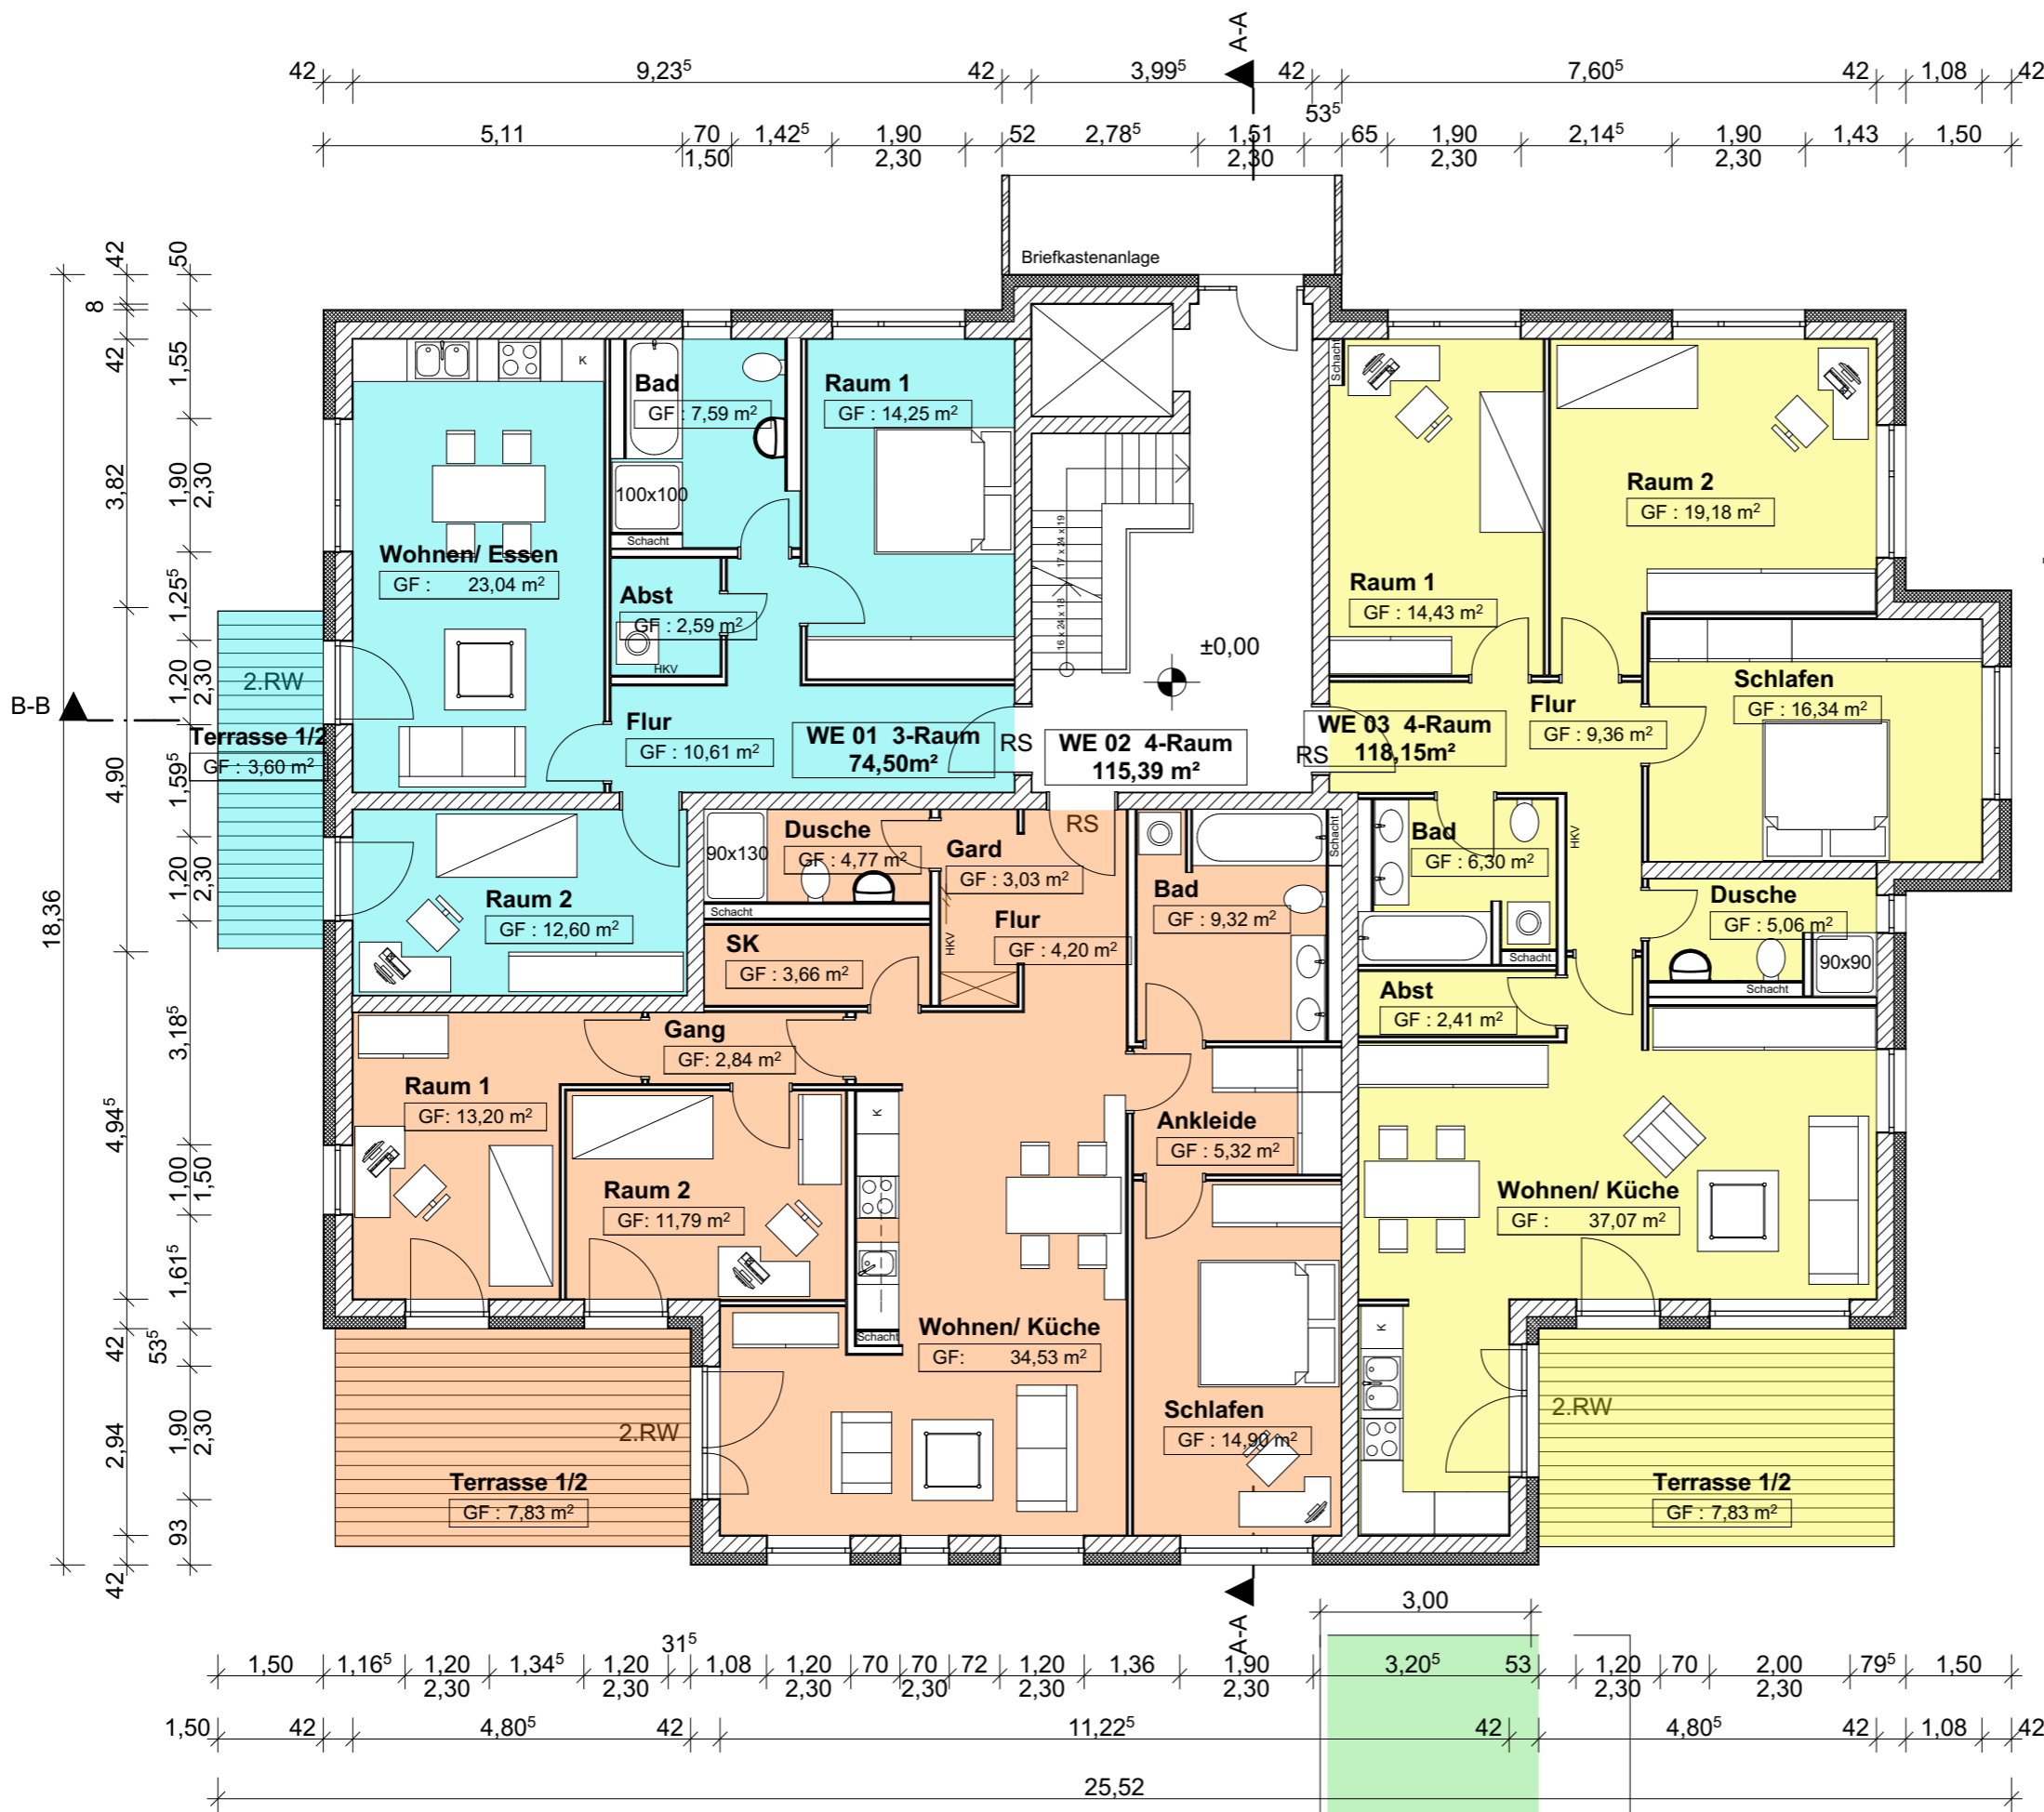 A-A
42 9,23⁵ 42 3,99⁵ 42 7,60⁵ 42 1,08 42
53⁵
5,11 70 1,42⁵ 1,90 52 2,78⁵ 1,51 65 1,90 2,14⁵ 1,90 1,43 1,50
1,50 2,30 2,30 2,30 2,30
Briefkastenanlage
18,36
42 8 42 3,82 4,90 4,94⁵ 42 2,94 42
50 1,55 1,90 1,25⁵ 1,20 1,59⁵ 1,20 3,18⁵ 1,00 1,61⁵ 53⁵ 1,90 93
2,30 2,30 2,30 1,50 2,30
B-B
K
Bad
GF : 7,59 m²
Raum 1
GF : 14,25 m²
100x100
Schacht
Wohnen/ Essen
GF : 23,04 m²
Abst
GF : 2,59 m²
HKV
2.RW
Terrasse 1/2
GF : 3,60 m²
Flur
GF : 10,61 m²
WE 01 3-Raum
74,50m²
RS
WE 02 4-Raum
115,39 m²
RS
WE 03 4-Raum
118,15m²
17 x 24 x 19
16 x 24 x 18
±0,00
Schacht
Raum 1
GF : 14,43 m²
Raum 2
GF : 19,18 m²
Schlafen
GF : 16,34 m²
Flur
GF : 9,36 m²
Raum 2
GF : 12,60 m²
90x130
Dusche
GF : 4,77 m²
Schacht
Gard
GF : 3,03 m²
RS
Flur
GF : 4,20 m²
HKV
SK
GF : 3,66 m²
Bad
GF : 9,32 m²
Schacht
Bad
GF : 6,30 m²
HKV
Schacht
Dusche
GF : 5,06 m²
90x90
Schacht
Abst
GF : 2,41 m²
Gang
GF: 2,84 m²
Raum 1
GF: 13,20 m²
Raum 2
GF: 11,79 m²
K
Schacht
Ankleide
GF : 5,32 m²
Wohnen/ Küche
GF : 37,07 m²
Wohnen/ Küche
GF: 34,53 m²
K
Schlafen
GF : 14,90 m²
2.RW
Terrasse 1/2
GF : 7,83 m²
2.RW
Terrasse 1/2
GF : 7,83 m²
A-A
3,00
31⁵
1,50 1,16⁵ 1,20 1,34⁵ 1,20 1,08 1,20 70 70 72 1,20 1,36 1,90 3,20⁵ 53 1,20 70 2,00 79⁵ 1,50
2,30 2,30 2,30 2,30 2,30 2,30 2,30 2,30
1,50 42 4,80⁵ 42 11,22⁵ 42 4,80⁵ 42 1,08 42
25,52